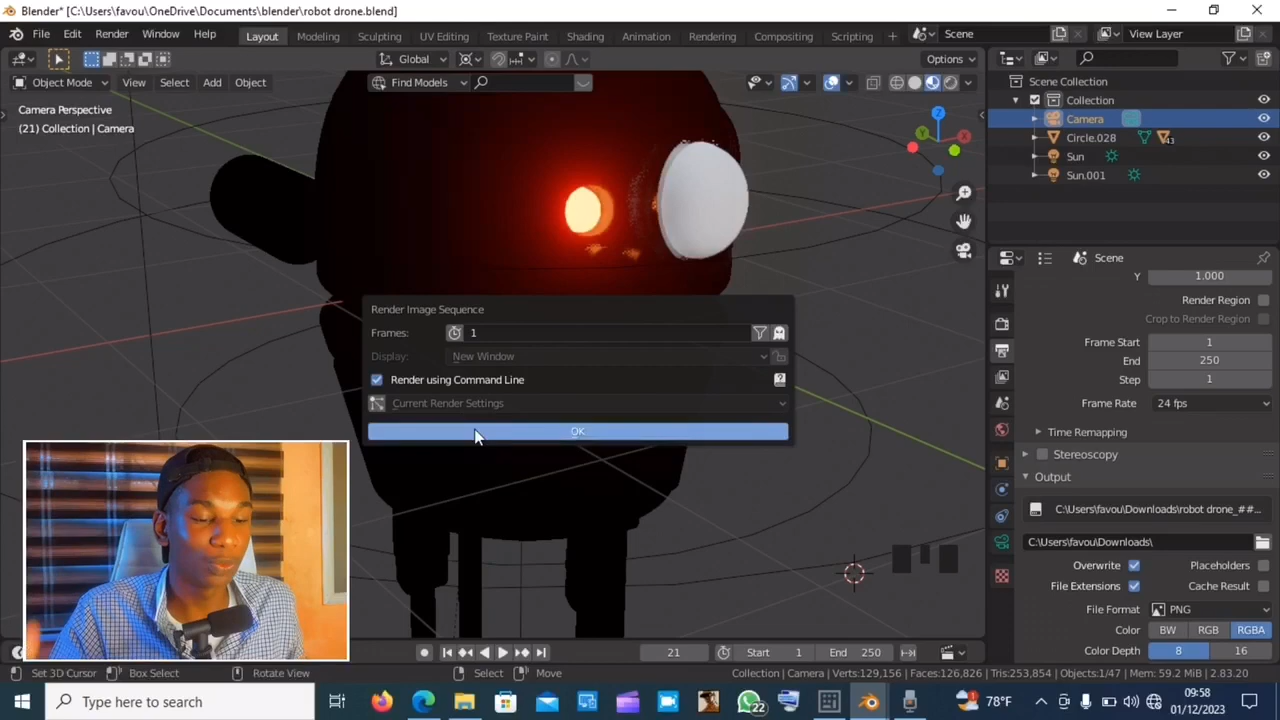 Blender* [C:\Users\favou\OneDrive\Documents\blender\robot drone.blend]
File Edit Render Window Help Layout Modeling Sculpting UV Editing Texture Paint Shading Animation Rendering Compositing Scripting Scene View Layer
Global Options
Object Mode View Select Add Object Find Models
Scene Collection
Camera Perspective
(21) Collection | Camera
Z
Y
X
Collection
Camera
Circle.028 43
Sun
Sun.001
Scene
Y 1.000
Render Region
Crop to Render Region
Frame Start 1
End 250
Step 1
Frame Rate 24 fps
Time Remapping
Stereoscopy
Output
C:\Users\favou\Downloads\robot drone_##...
C:\Users\favou\Downloads\
Overwrite Placeholders
File Extensions Cache Result
File Format PNG
Color BW RGB RGBA
Color Depth 8 16
Render Image Sequence
Frames: 1
Display: New Window
Render using Command Line
Current Render Settings
OK
21 Start 1 End 250
Set 3D Cursor Box Select Rotate View Select Move Collection | Camera Verts:129,156 Faces:126,826 Tris:253,854 Objects:1/47 Mem: 59.2 MiB 2.83.20
Type here to search 22 78°F 09:58
01/12/2023